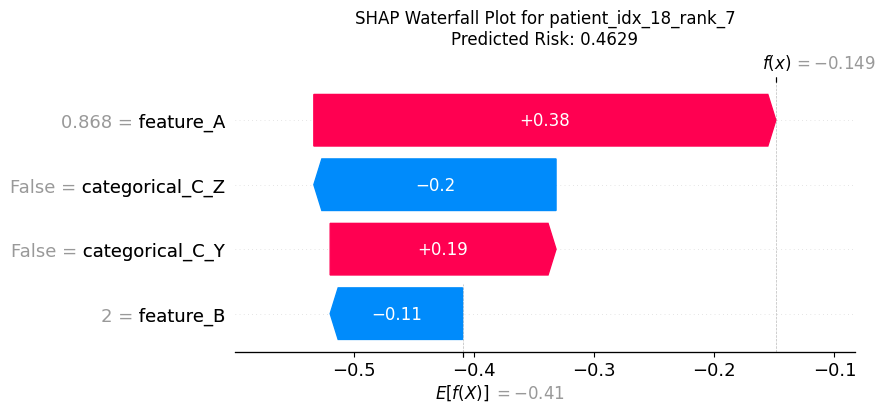 SHAP Waterfall Plot for patient_idx_18_rank_7
Predicted Risk: 0.4629
f(x) = −0.149
0.868 = feature_A
+0.38
False = categorical_C_Z
−0.2
False = categorical_C_Y
+0.19
2 = feature_B
−0.11
−0.5 −0.4 −0.3 −0.2 −0.1
E[f(X)] = −0.41